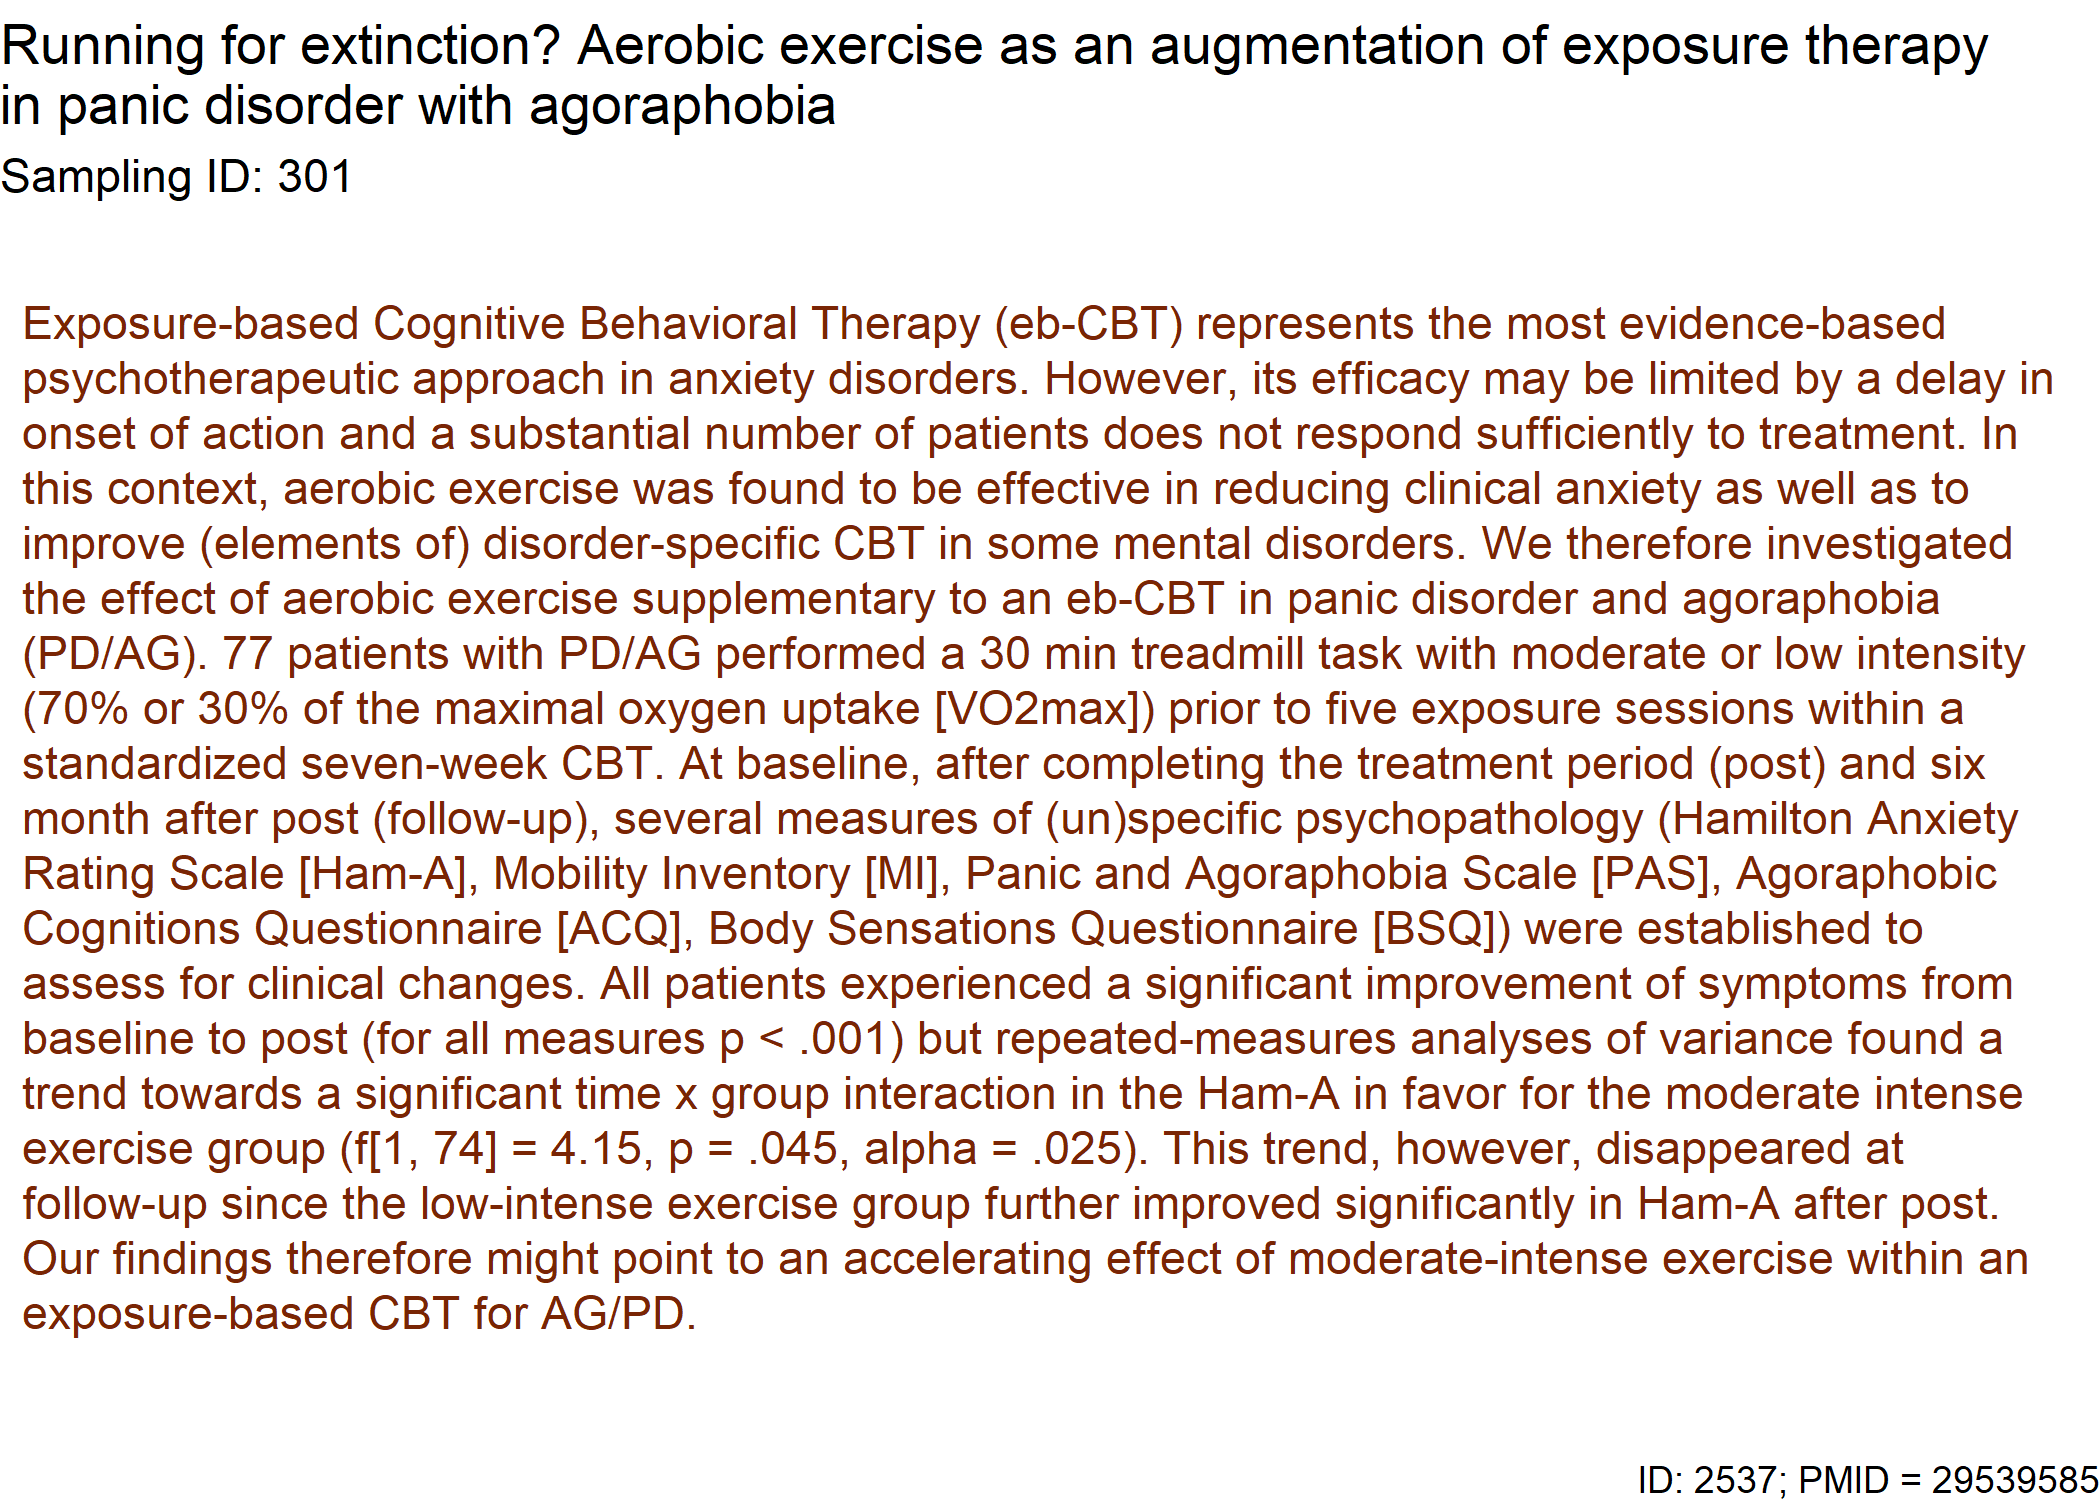 Running for extinction? Aerobic exercise as an augmentation of exposure therapy
in panic disorder with agoraphobia
Sampling ID: 301
Exposure-based Cognitive Behavioral Therapy (eb-CBT) represents the most evidence-based
psychotherapeutic approach in anxiety disorders. However, its efficacy may be limited by a delay in
onset of action and a substantial number of patients does not respond sufficiently to treatment. In
this context, aerobic exercise was found to be effective in reducing clinical anxiety as well as to
improve (elements of) disorder-specific CBT in some mental disorders. We therefore investigated
the effect of aerobic exercise supplementary to an eb-CBT in panic disorder and agoraphobia
(PD/AG). 77 patients with PD/AG performed a 30 min treadmill task with moderate or low intensity
(70% or 30% of the maximal oxygen uptake [VO2max]) prior to five exposure sessions within a
standardized seven-week CBT. At baseline, after completing the treatment period (post) and six
month after post (follow-up), several measures of (un)specific psychopathology (Hamilton Anxiety
Rating Scale [Ham-A], Mobility Inventory [MI], Panic and Agoraphobia Scale [PAS], Agoraphobic
Cognitions Questionnaire [ACQ], Body Sensations Questionnaire [BSQ]) were established to
assess for clinical changes. All patients experienced a significant improvement of symptoms from
baseline to post (for all measures p < .001) but repeated-measures analyses of variance found a
trend towards a significant time x group interaction in the Ham-A in favor for the moderate intense
exercise group (f[1, 74] = 4.15, p = .045, alpha = .025). This trend, however, disappeared at
follow-up since the low-intense exercise group further improved significantly in Ham-A after post.
Our findings therefore might point to an accelerating effect of moderate-intense exercise within an
exposure-based CBT for AG/PD.
ID: 2537; PMID = 29539585